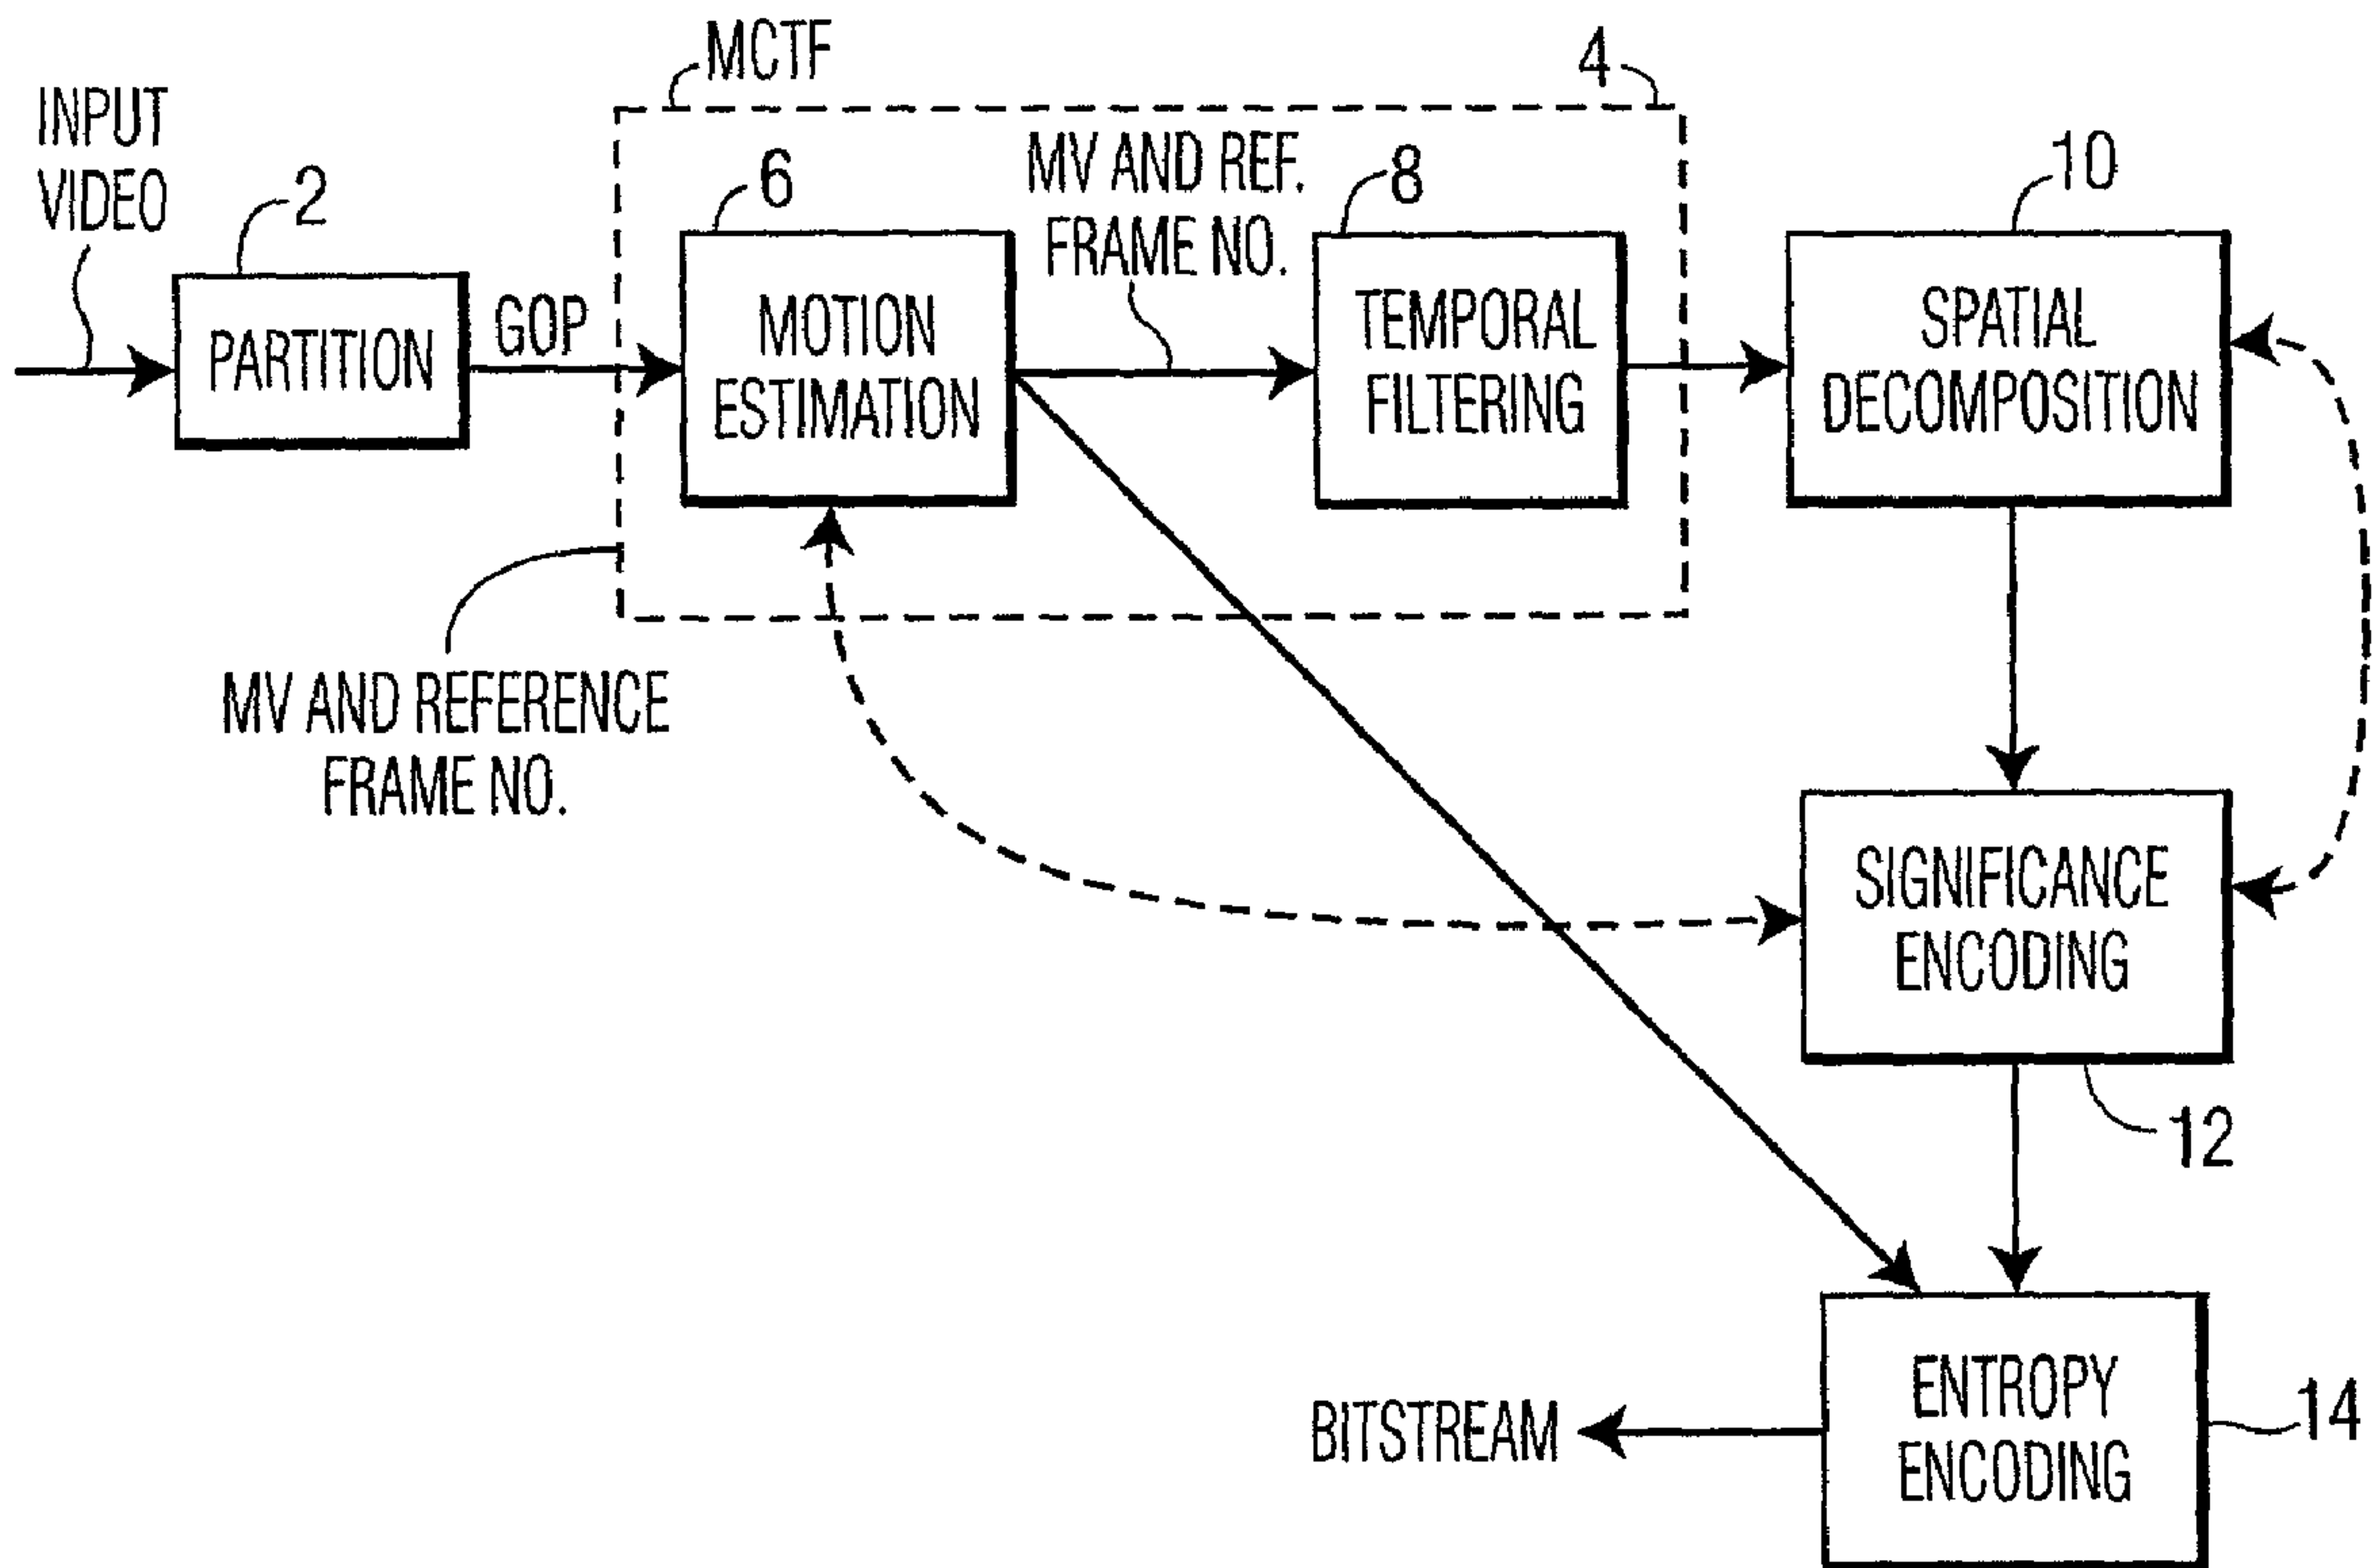 MCTF
4
INPUT
VIDEO
2
6
MV AND REF.
FRAME NO.
8
10
PARTITION
GOP
MOTION
ESTIMATION
TEMPORAL
FILTERING
SPATIAL
DECOMPOSITION
MV AND REFERENCE
FRAME NO.
SIGNIFICANCE
ENCODING
12
ENTROPY
ENCODING
14
BITSTREAM